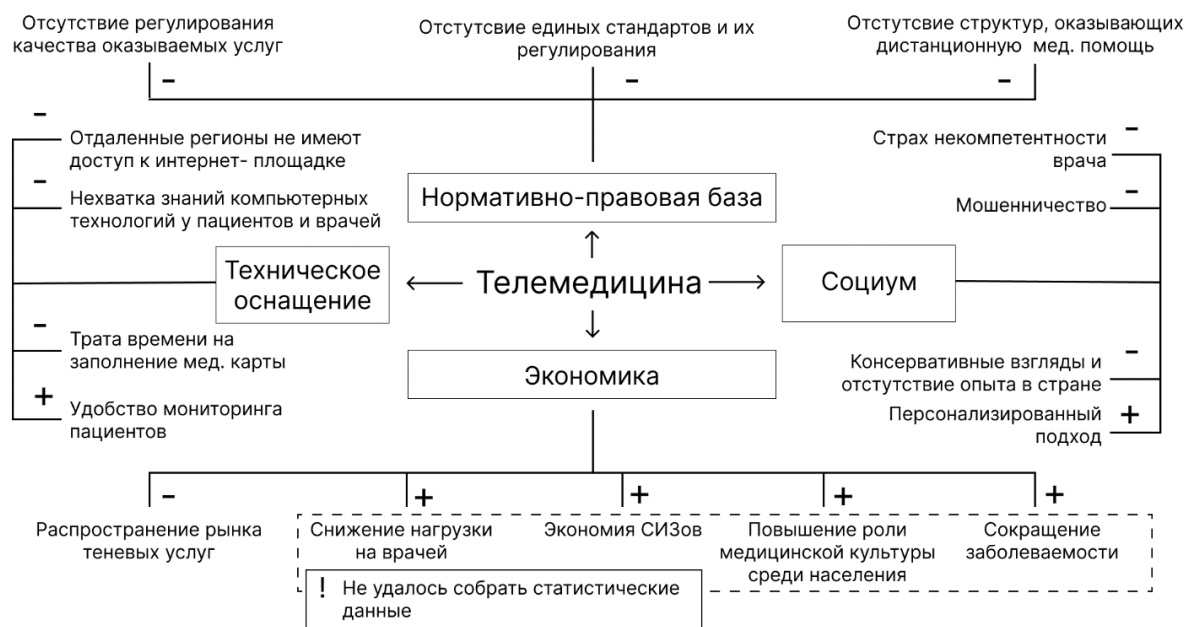 Отсутствие регулирования
качества оказываемых услуг
Отстутсвие единых стандартов и их
регулирования
Отстутсвие структур, оказывающих
дистанционную мед. помощь
− − −
−
Отдаленные регионы не имеют
доступ к интернет- площадке
−
Нехватка знаний компьютерных
технологий у пациентов и врачей
Страх некомпетентности −
врача
Мошенничество −
Нормативно-правовая база
Техническое
оснащение
Телемедицина
Социум
Экономика
−
Трата времени на
заполнение мед. карты
+
Удобство мониторинга
пациентов
Консервативные взгляды и −
отсутствие опыта в стране
Персонализированный +
подход
− + + + +
Распространение рынка
теневых услуг
Снижение нагрузки
на врачей
Экономия СИЗов
Повышение роли
медицинской культуры
среди населения
Сокращение
заболеваемости
! Не удалось собрать статистические
данные